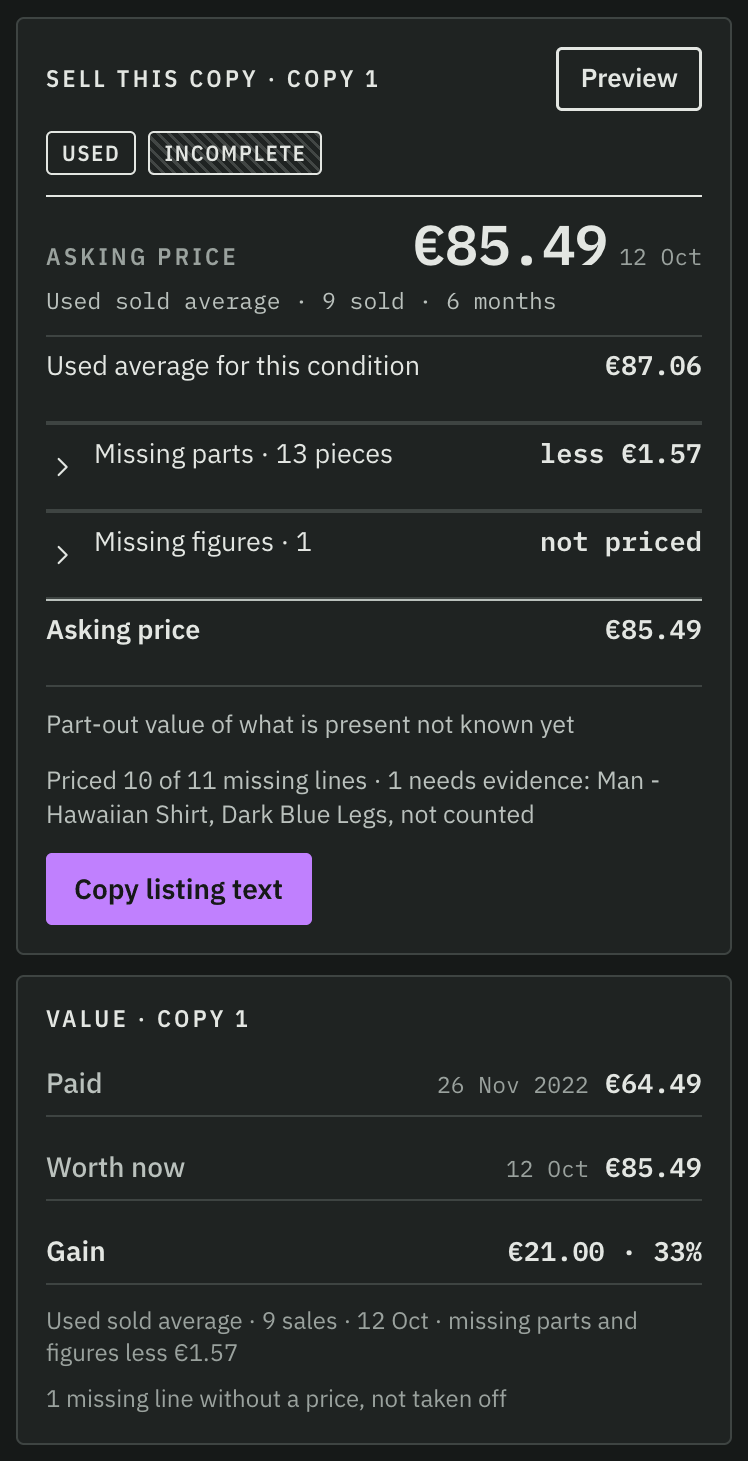 SELL THIS COPY · COPY 1
Preview
USED
INCOMPLETE
ASKING PRICE €85.49 12 Oct
Used sold average · 9 sold · 6 months
Used average for this condition €87.06
Missing parts · 13 pieces less €1.57
Missing figures · 1 not priced
Asking price €85.49
Part-out value of what is present not known yet
Priced 10 of 11 missing lines · 1 needs evidence: Man -
Hawaiian Shirt, Dark Blue Legs, not counted
Copy listing text
VALUE · COPY 1
Paid 26 Nov 2022 €64.49
Worth now 12 Oct €85.49
Gain €21.00 · 33%
Used sold average · 9 sales · 12 Oct · missing parts and
figures less €1.57
1 missing line without a price, not taken off